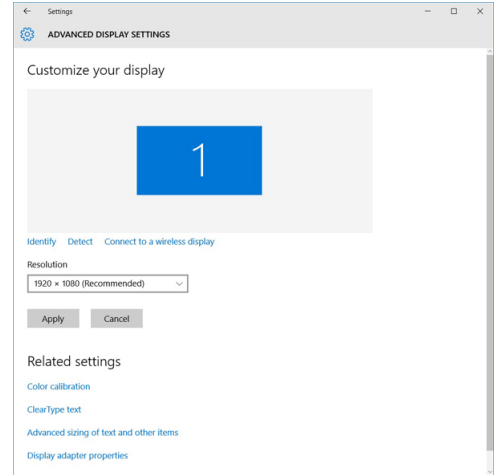 Settings
ADVANCED DISPLAY SETTINGS
Customize your display
1
Identify Detect Connect to a wireless display
Resolution
1920 × 1080 (Recommended)
Apply Cancel
Related settings
Color calibration
ClearType text
Advanced sizing of text and other items
Display adapter properties